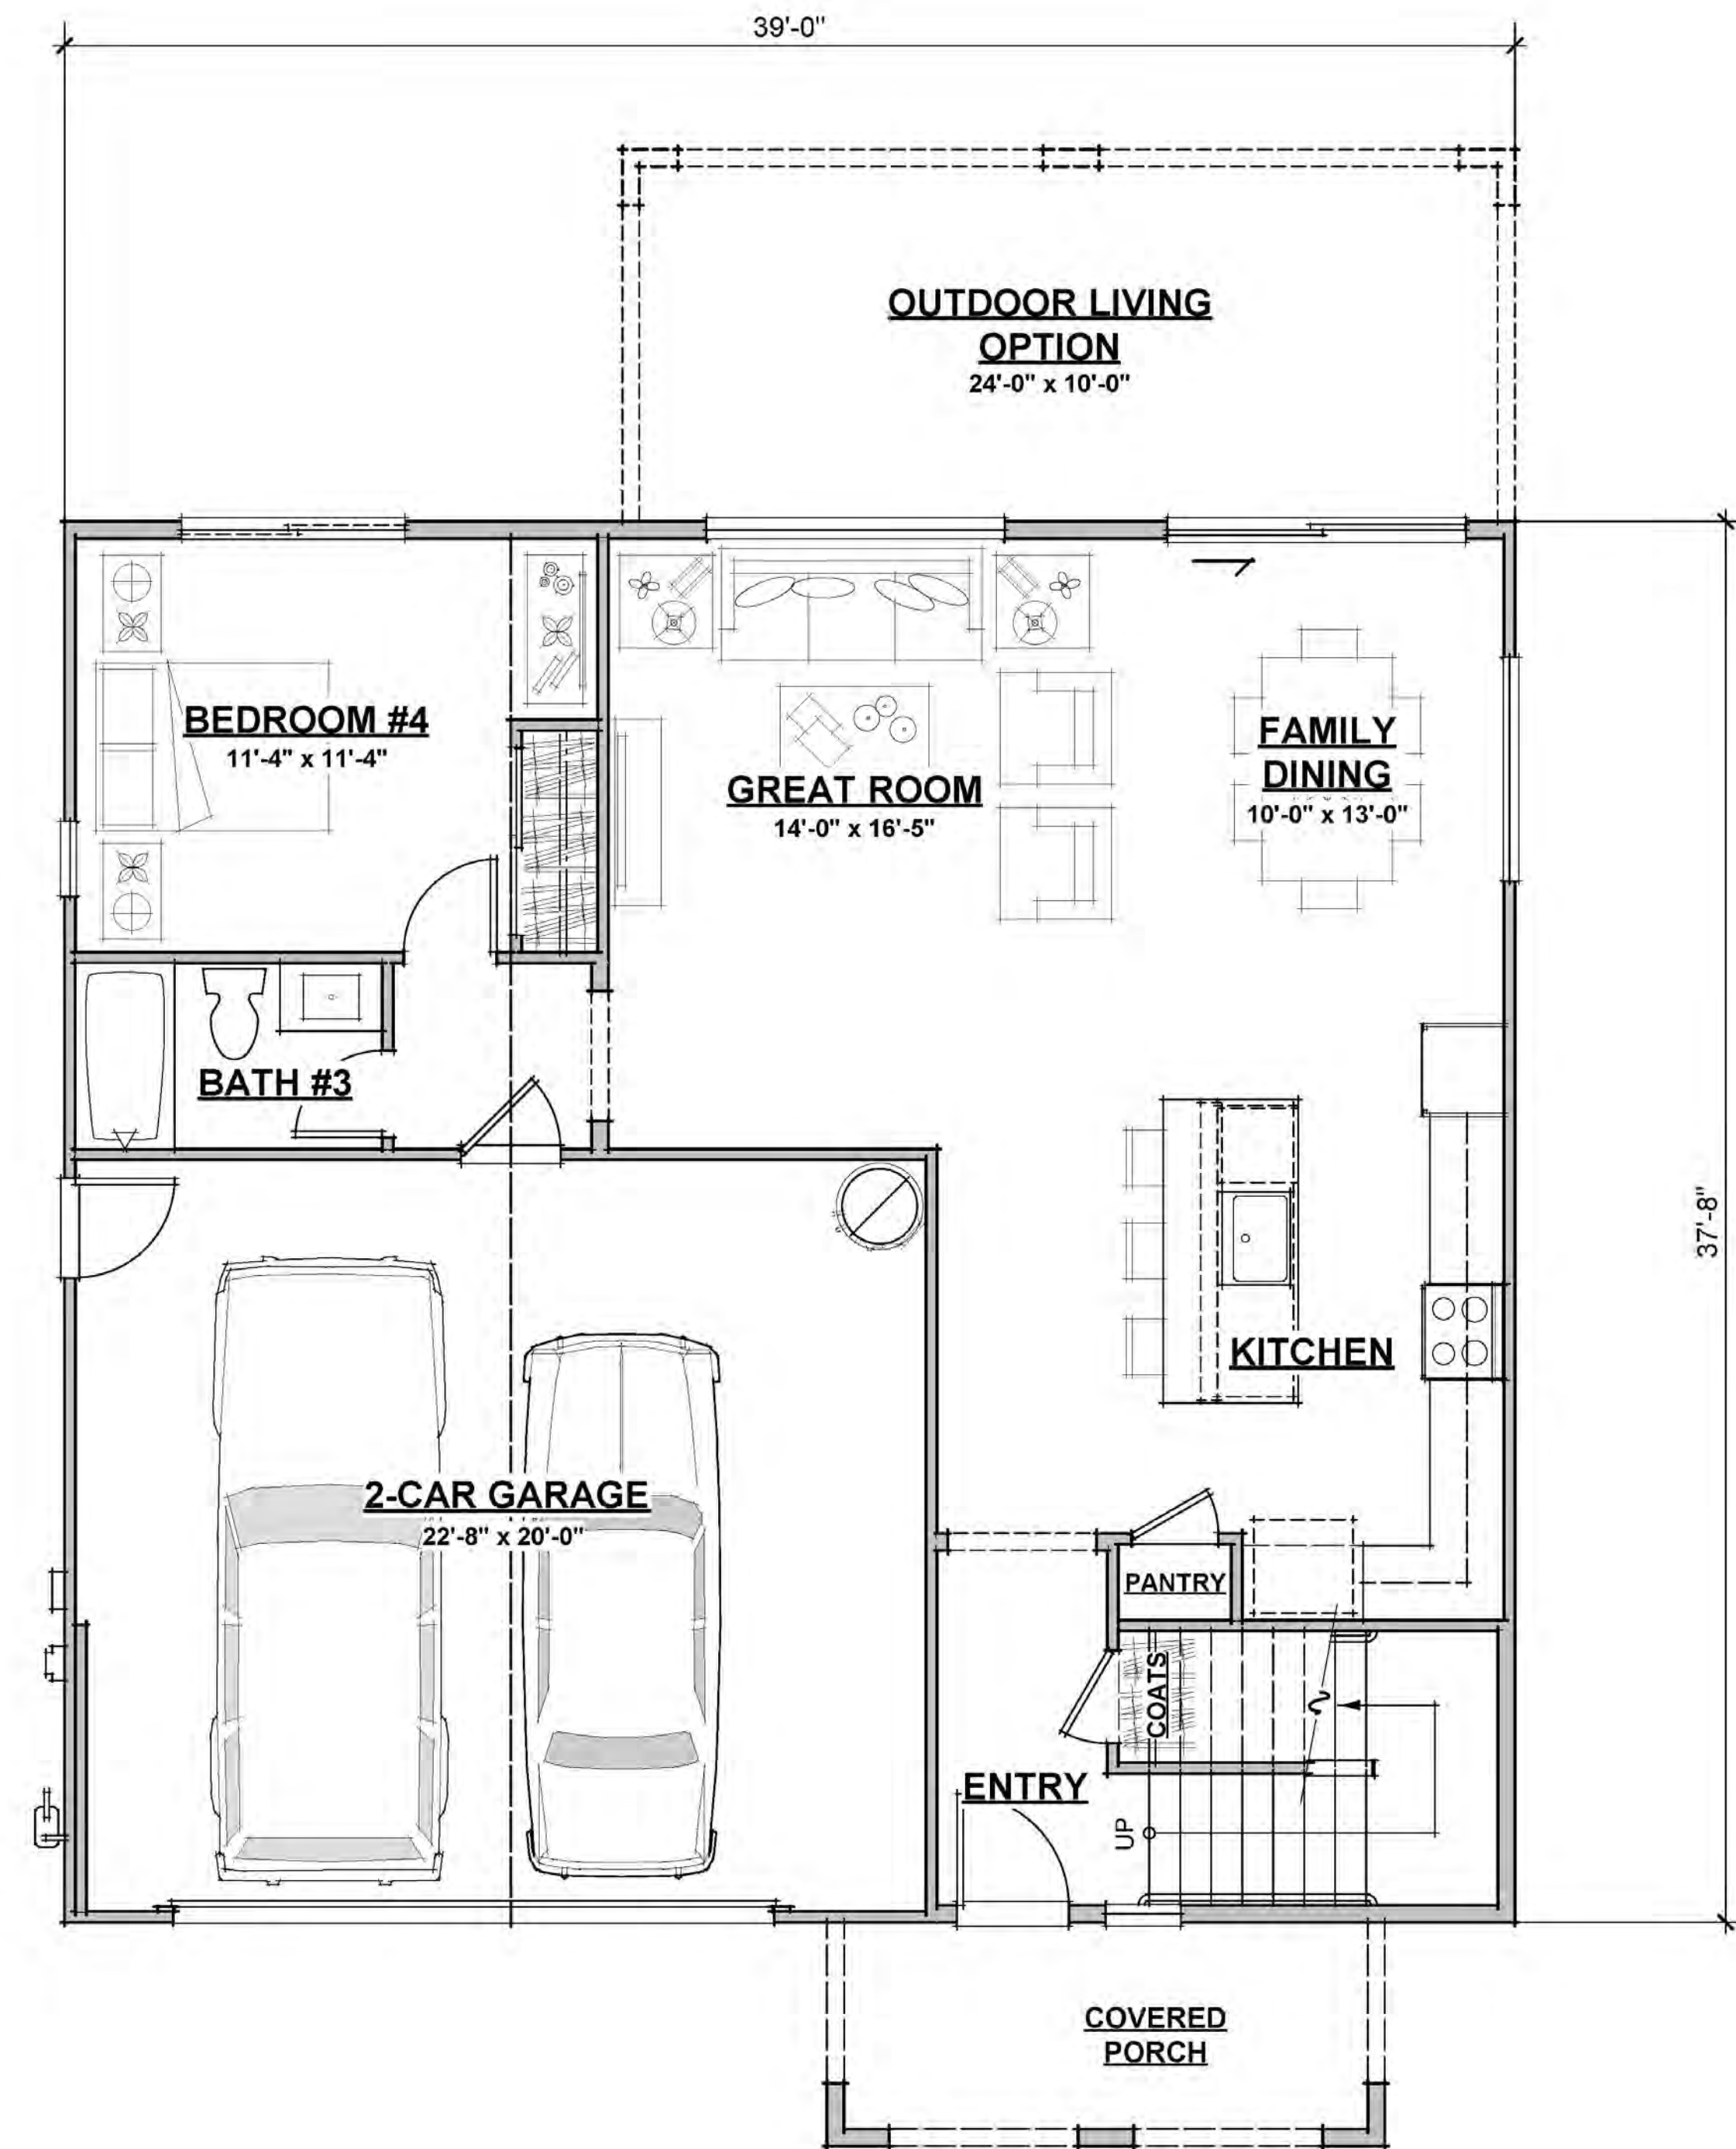 39'-0"
OUTDOOR LIVING
OPTION
24'-0" x 10'-0"
BEDROOM #4
11'-4" x 11'-4"
GREAT ROOM
14'-0" x 16'-5"
FAMILY
DINING
10'-0" x 13'-0"
BATH #3
37'-8"
KITCHEN
2-CAR GARAGE
22'-8" x 20'-0"
PANTRY
COATS
ENTRY
UP
COVERED
PORCH